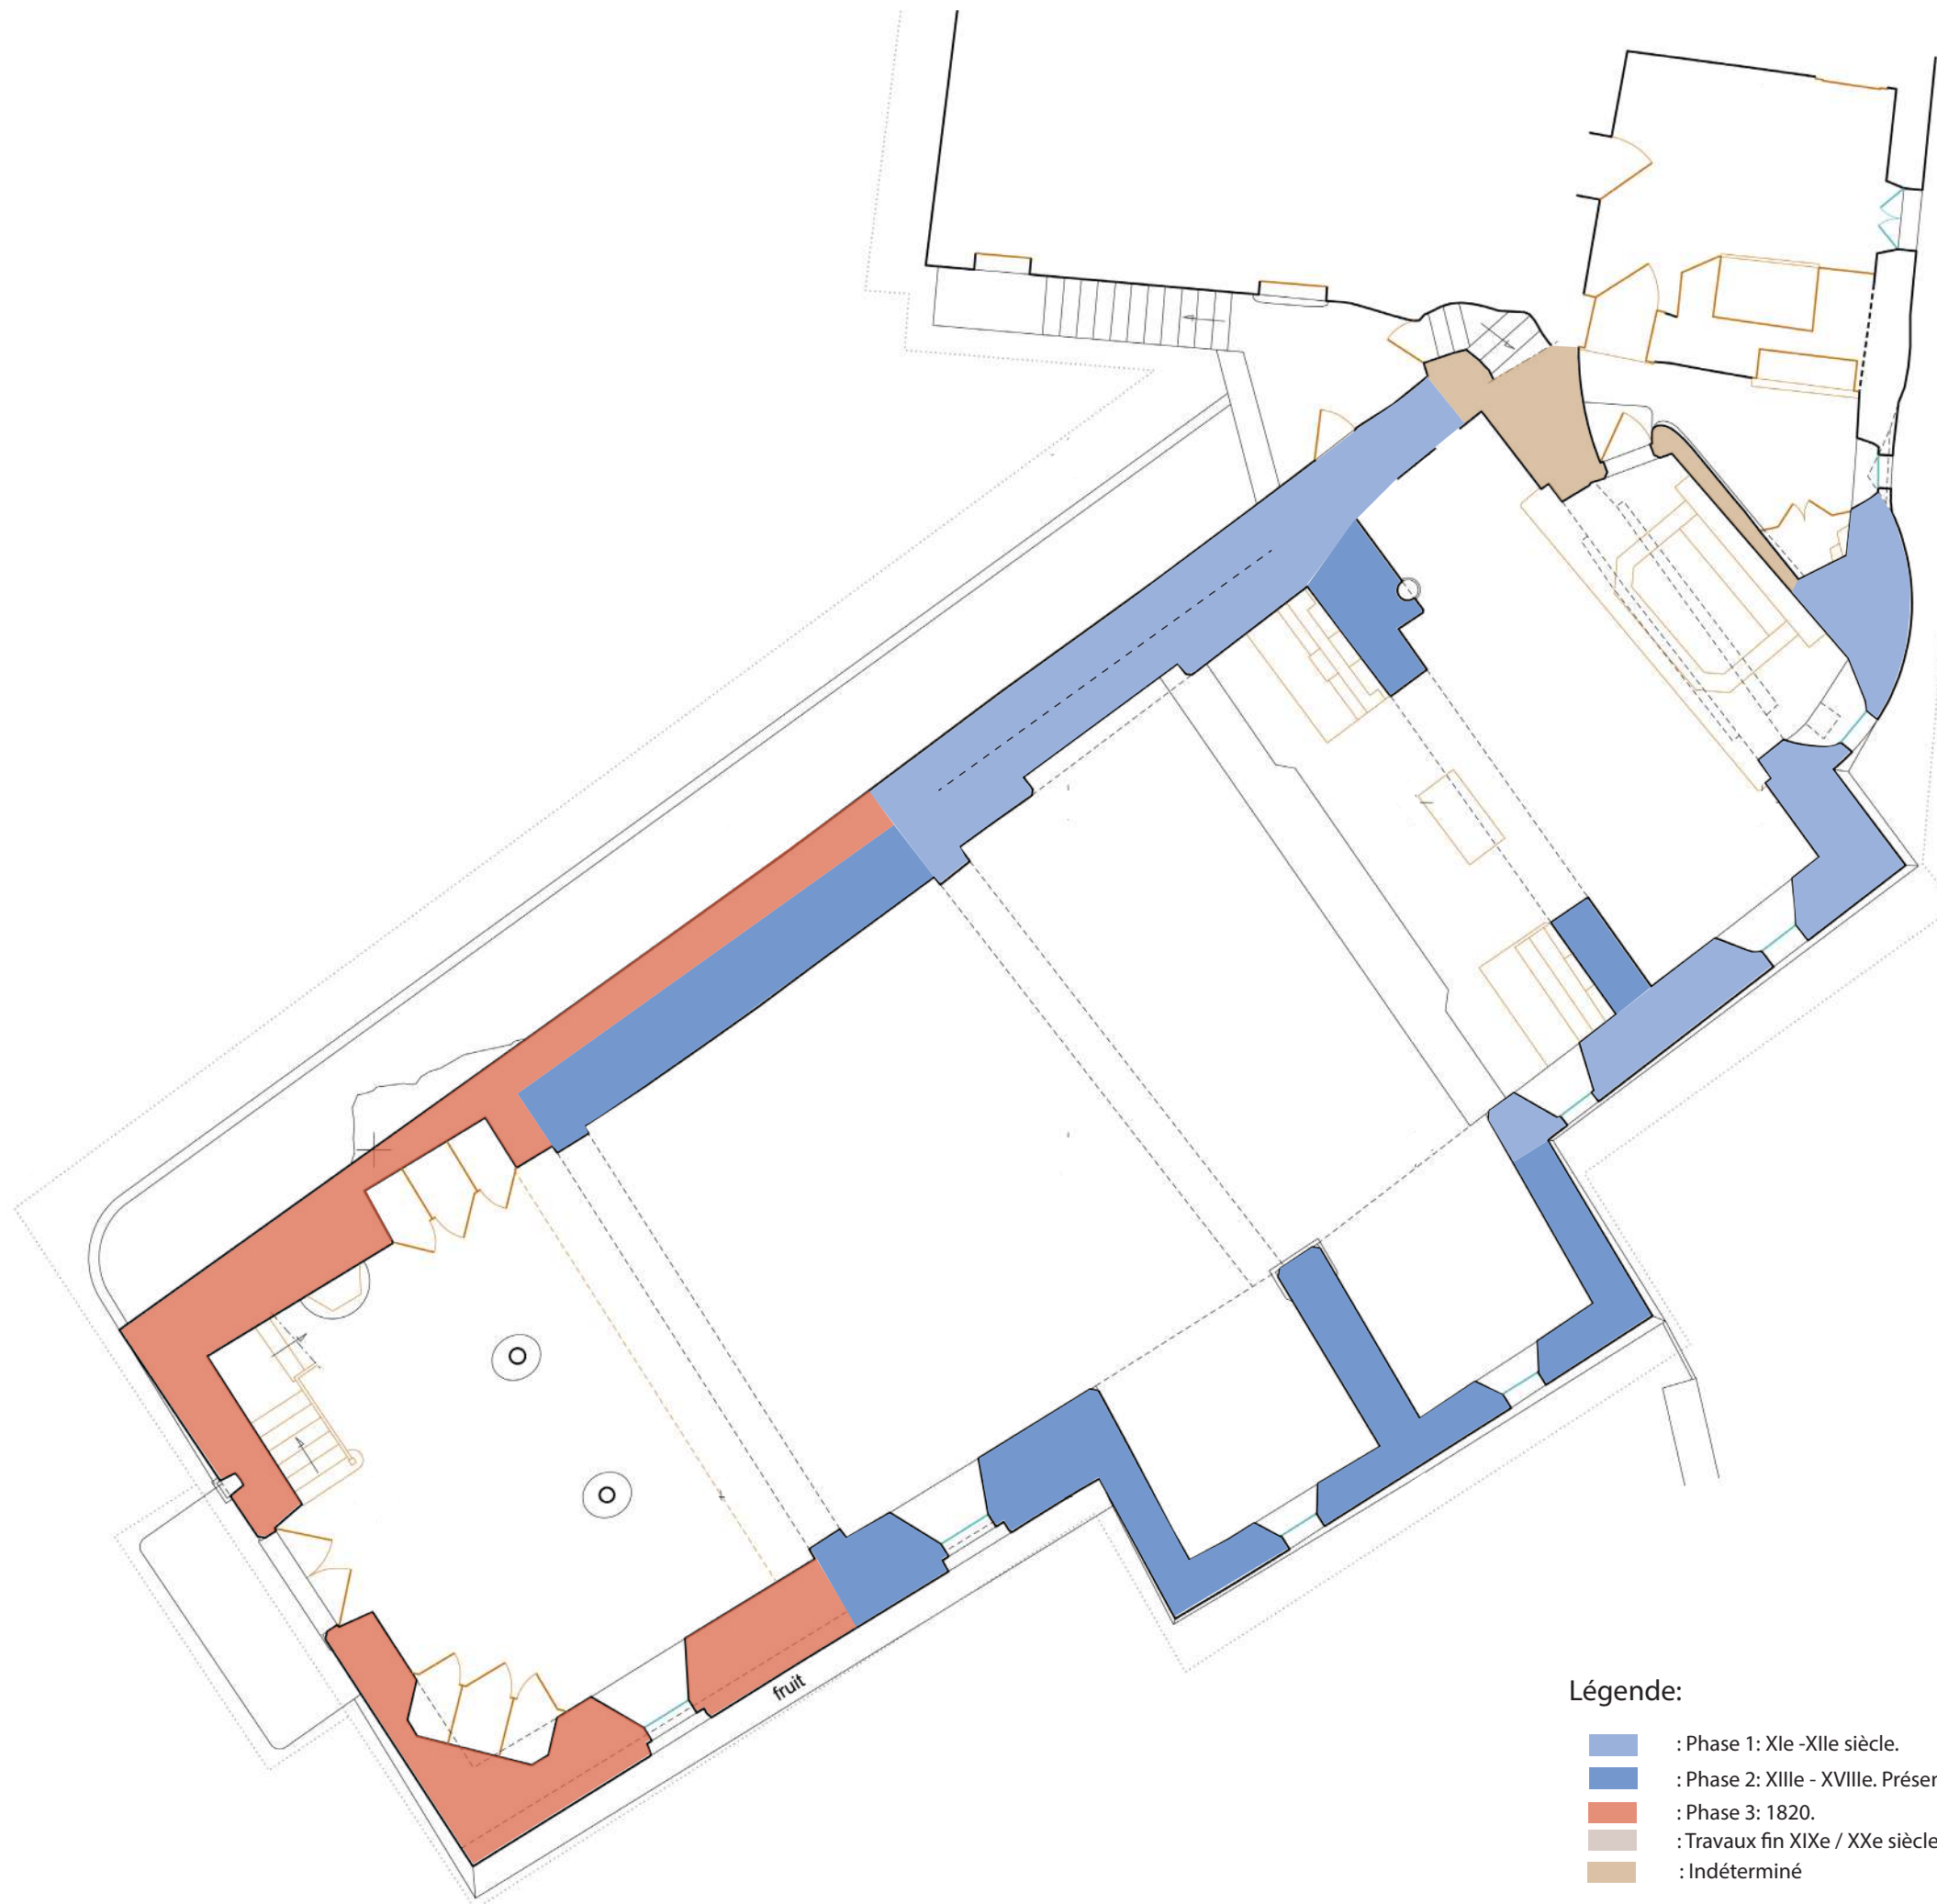 fruit
Légende:
: Phase 1: XIe -XIIe siècle.
: Phase 2: XIIIe - XVIIIe. Préser
: Phase 3: 1820.
: Travaux fin XIXe / XXe siècle
: Indéterminé